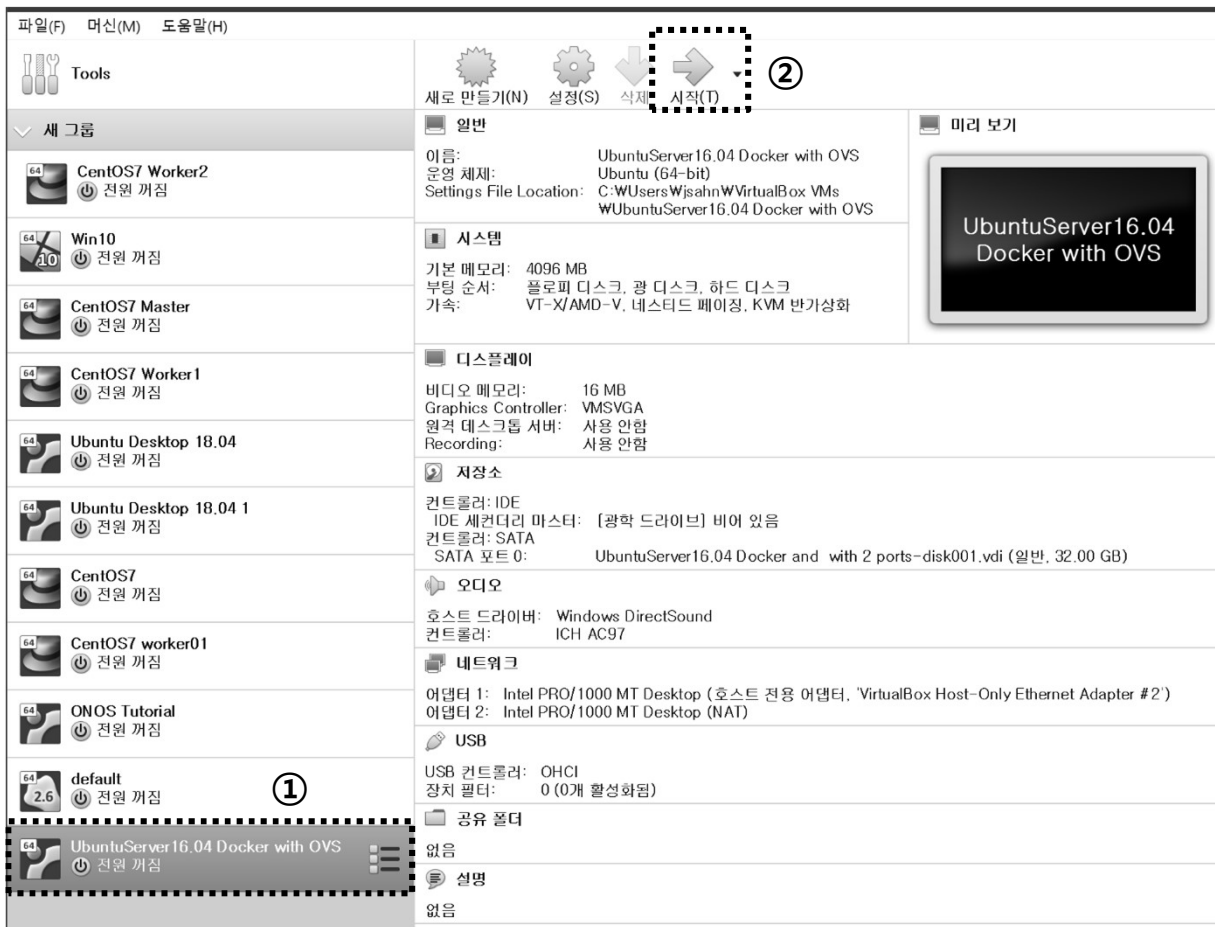 파일(F) 머신(M) 도움말(H)
Tools
새로 만들기(N) 설정(S) 삭제 시작(T) ②
새 그룹
64 CentOS7 Worker2
전원 꺼짐
64 10 Win10
전원 꺼짐
64 CentOS7 Master
전원 꺼짐
64 CentOS7 Worker1
전원 꺼짐
64 Ubuntu Desktop 18.04
전원 꺼짐
64 Ubuntu Desktop 18.04 1
전원 꺼짐
64 CentOS7
전원 꺼짐
64 CentOS7 worker01
전원 꺼짐
64 ONOS Tutorial
전원 꺼짐
64 2.6 default
전원 꺼짐
①
64 UbuntuServer16.04 Docker with OVS
전원 꺼짐
일반
이름: UbuntuServer16.04 Docker with OVS
운영 체제: Ubuntu (64-bit)
Settings File Location: C:₩Users₩jsahn₩VirtualBox VMs
₩UbuntuServer16.04 Docker with OVS
미리 보기
UbuntuServer16.04
Docker with OVS
시스템
기본 메모리: 4096 MB
부팅 순서: 플로피 디스크, 광 디스크, 하드 디스크
가속: VT-X/AMD-V, 네스티드 페이징, KVM 반가상화
디스플레이
비디오 메모리: 16 MB
Graphics Controller: VMSVGA
원격 데스크톱 서버: 사용 안함
Recording: 사용 안함
저장소
컨트롤러: IDE
IDE 세컨더리 마스터: [광학 드라이브] 비어 있음
컨트롤러: SATA
SATA 포트 0: UbuntuServer16.04 Docker and with 2 ports-disk001.vdi (일반, 32.00 GB)
오디오
호스트 드라이버: Windows DirectSound
컨트롤러: ICH AC97
네트워크
어댑터 1: Intel PRO/1000 MT Desktop (호스트 전용 어댑터, 'VirtualBox Host-Only Ethernet Adapter #2')
어댑터 2: Intel PRO/1000 MT Desktop (NAT)
USB
USB 컨트롤러: OHCI
장치 필터: 0 (0개 활성화됨)
공유 폴더
없음
설명
없음